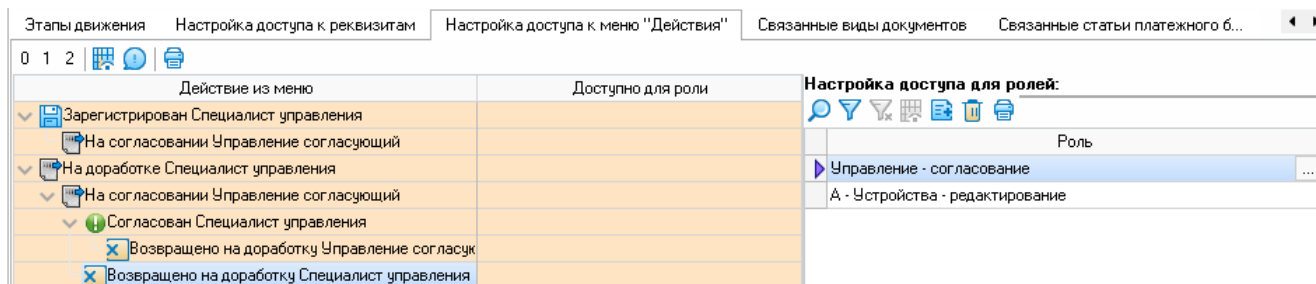 Этапы движения Настройка доступа к реквизитам Настройка доступа к меню "Действия" Связанные виды документов Связанные статьи платежного б...
0 1 2
Действие из меню Доступно для роли
Настройка доступа для ролей:
Зарегистрирован Специалист управления
На согласовании Управление согласующий
На доработке Специалист управления
На согласовании Управление согласующий
Согласован Специалист управления
Возвращено на доработку Управление согласук
Возвращено на доработку Специалист управления
Роль
Управление - согласование ...
А - Устройства - редактирование